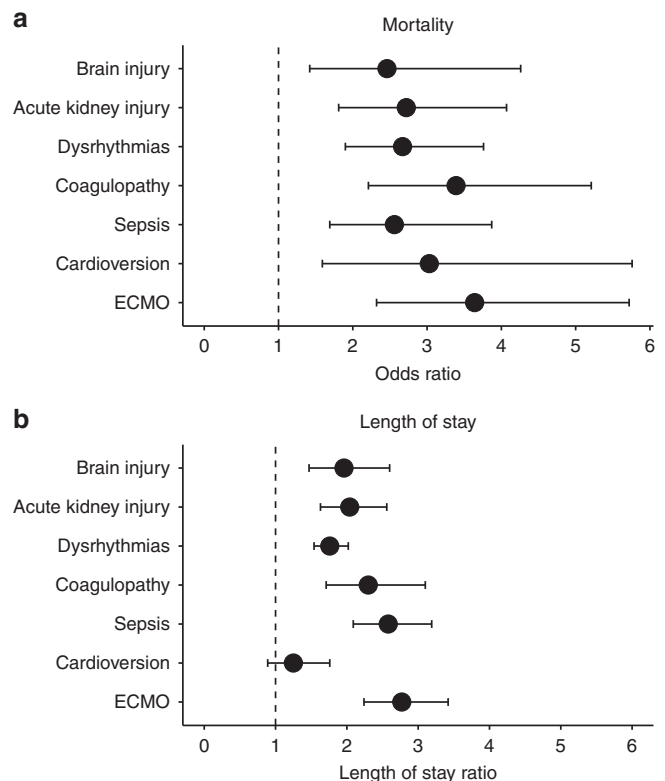 a
Mortality
Brain injury
Acute kidney injury
Dysrhythmias
Coagulopathy
Sepsis
Cardioversion
ECMO
0 1 2 3 4 5 6
Odds ratio
b
Length of stay
Brain injury
Acute kidney injury
Dysrhythmias
Coagulopathy
Sepsis
Cardioversion
ECMO
0 1 2 3 4 5 6
Length of stay ratio